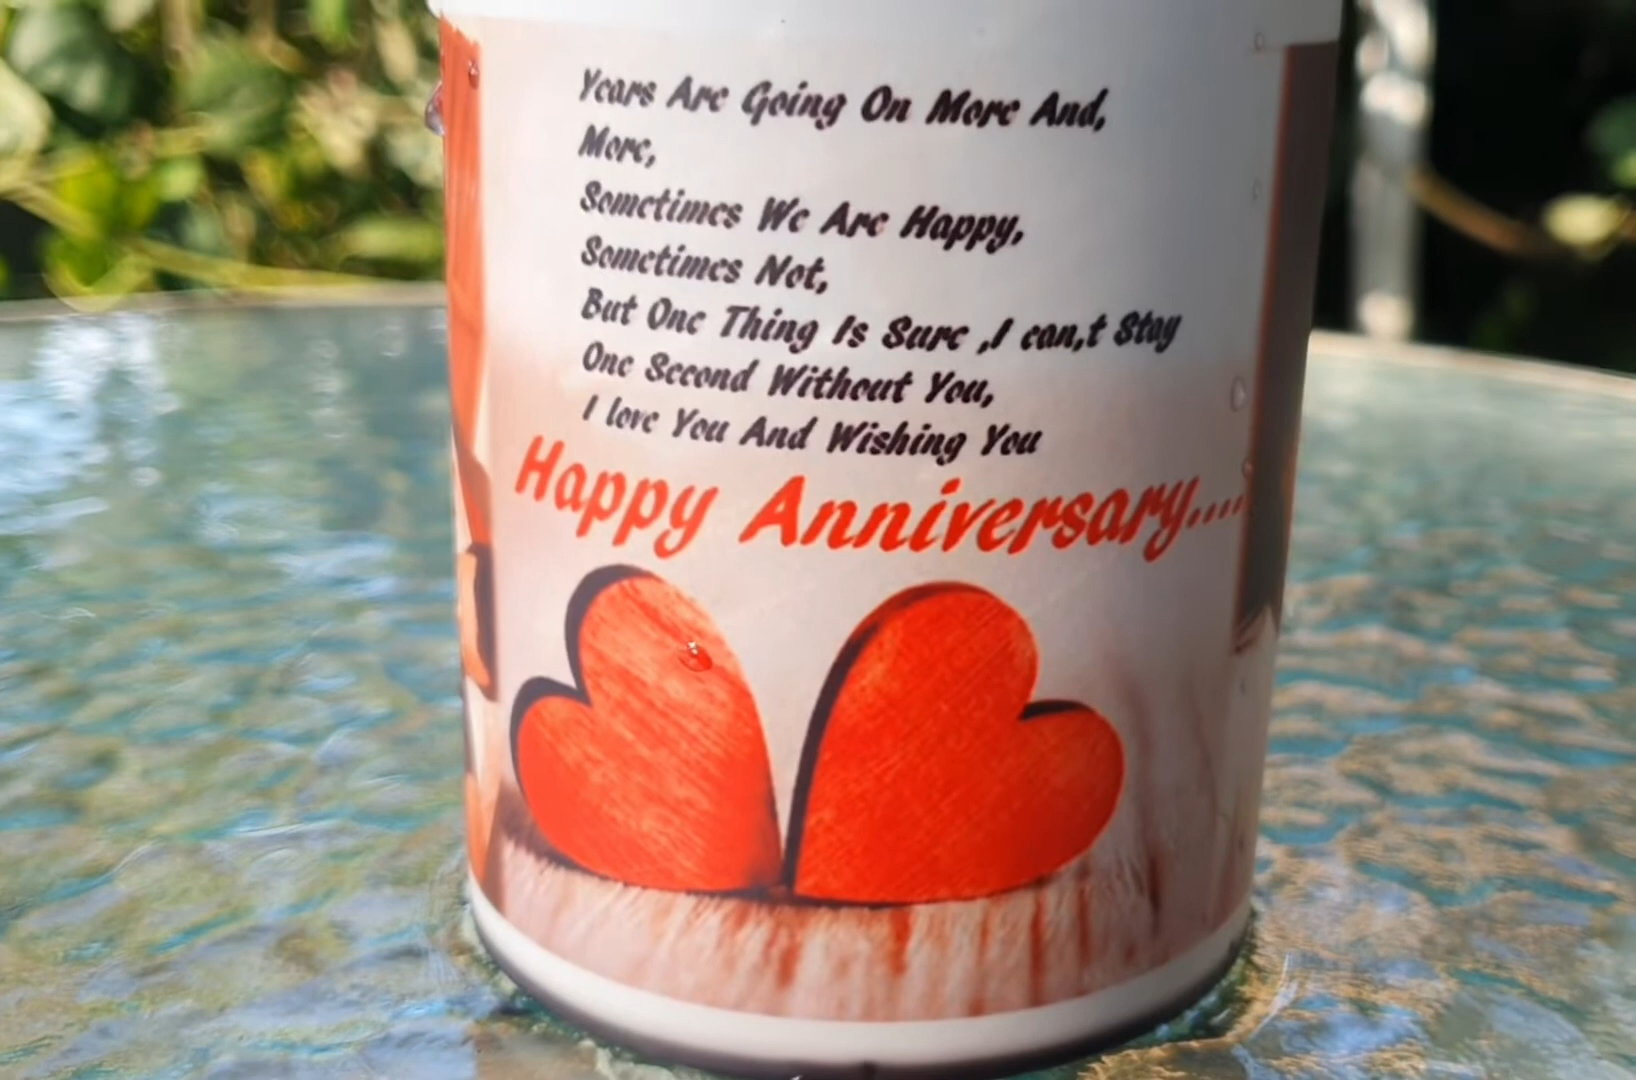 Years Are Going On More And,
More,
Sometimes We Are Happy,
Sometimes Not,
But One Thing Is Sure ,I can,t Stay
One Second Without You,
I love You And Wishing You
Happy Anniversary....